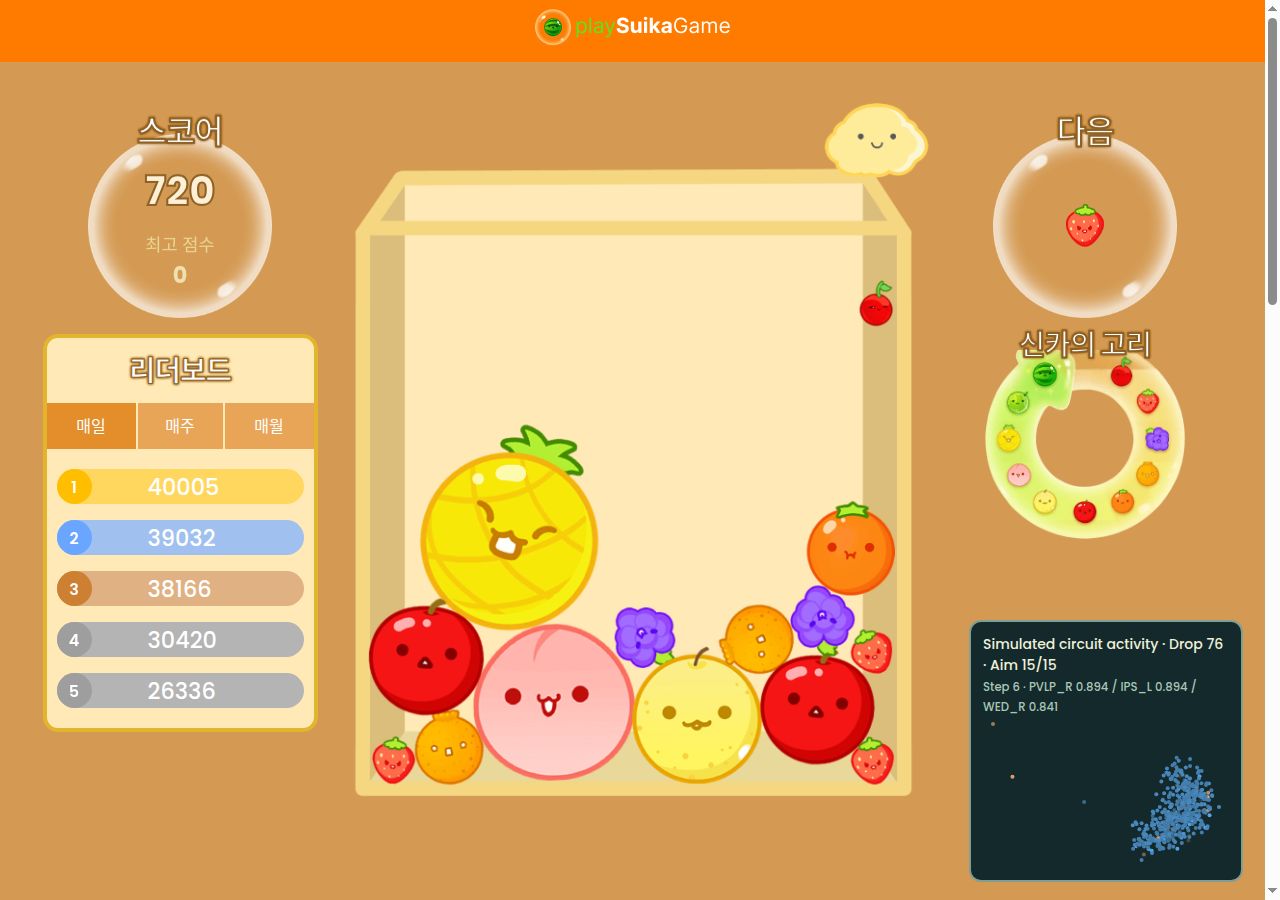 playSuikaGame
스코어
720
최고 점수
0
다음
신카의 고리
리더보드
매일 매주 매월
1 40005
2 39032
3 38166
4 30420
5 26336
Simulated circuit activity · Drop 76
· Aim 15/15
Step 6 · PVLP_R 0.894 / IPS_L 0.894 /
WED_R 0.841